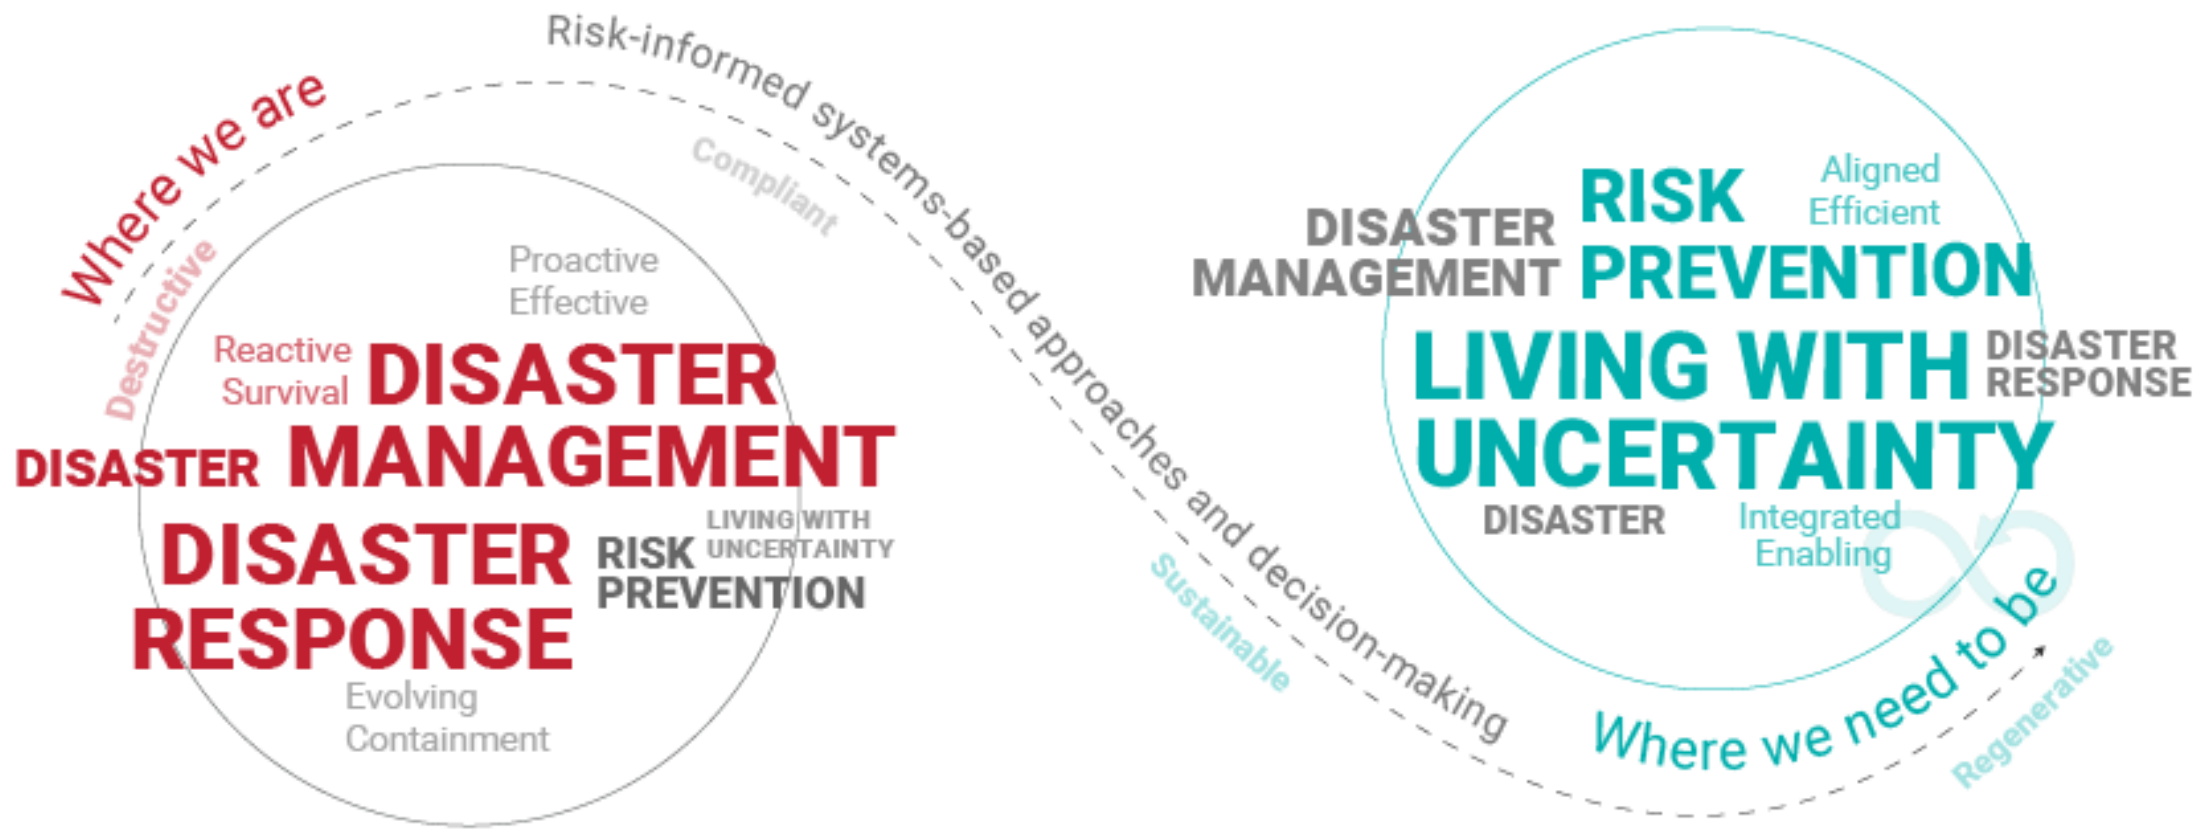 Where we are
Destructive
Risk-informed systems-based approaches and decision-making
Compliant
Proactive
Effective
Reactive
Survival
DISASTER
MANAGEMENT
DISASTER
DISASTER
RESPONSE
RISK
PREVENTION
LIVING WITH
UNCERTAINTY
Evolving
Containment
Sustainable
DISASTER
MANAGEMENT
RISK
PREVENTION
Aligned
Efficient
LIVING WITH
UNCERTAINTY
DISASTER
RESPONSE
DISASTER
Integrated
Enabling
Where we need to be
Regenerative